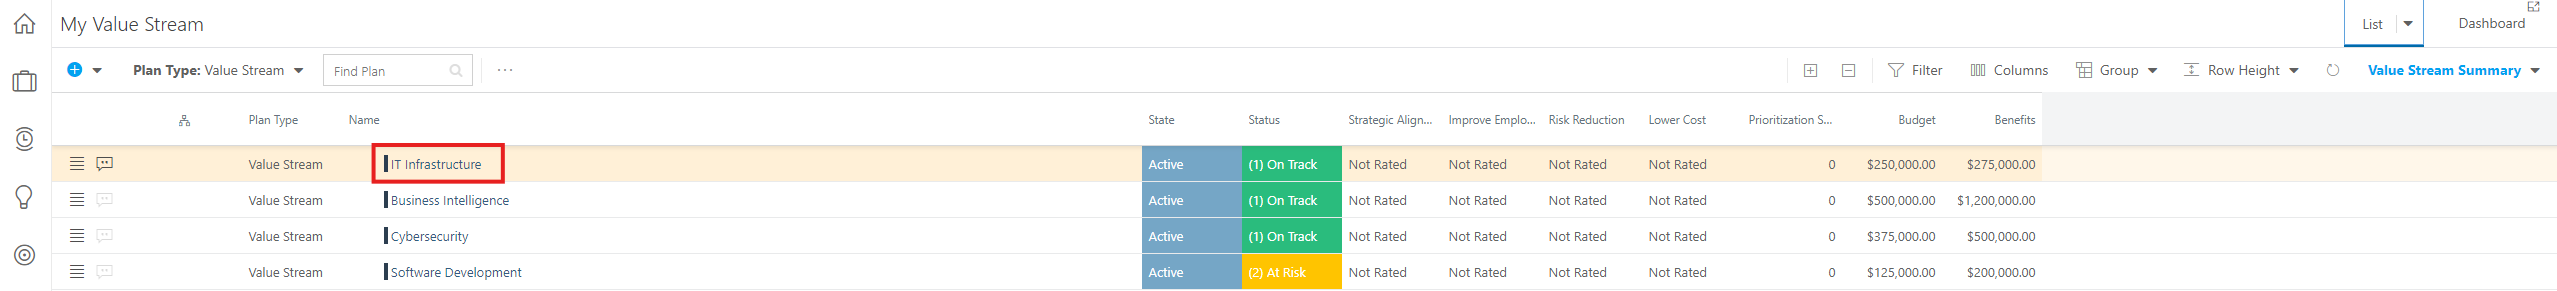 My Value Stream List Dashboard
Plan Type: Value Stream Find Plan ... Filter Columns Group Row Height Value Stream Summary
Plan Type Name State Status Strategic Align... Improve Emplo... Risk Reduction Lower Cost Prioritization S... Budget Benefits
Value Stream IT Infrastructure Active (1) On Track Not Rated Not Rated Not Rated Not Rated 0 $250,000.00 $275,000.00
Value Stream Business Intelligence Active (1) On Track Not Rated Not Rated Not Rated Not Rated 0 $500,000.00 $1,200,000.00
Value Stream Cybersecurity Active (1) On Track Not Rated Not Rated Not Rated Not Rated 0 $375,000.00 $500,000.00
Value Stream Software Development Active (2) At Risk Not Rated Not Rated Not Rated Not Rated 0 $125,000.00 $200,000.00